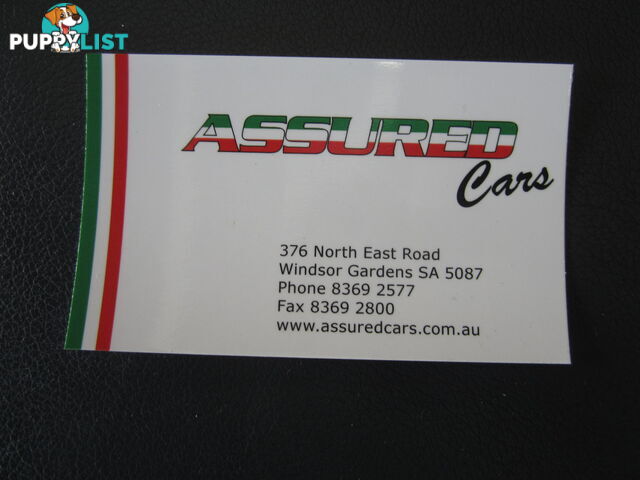 PUPPYLIST
ASSURED
Cars
376 North East Road
Windsor Gardens SA 5087
Phone 8369 2577
Fax 8369 2800
www.assuredcars.com.au